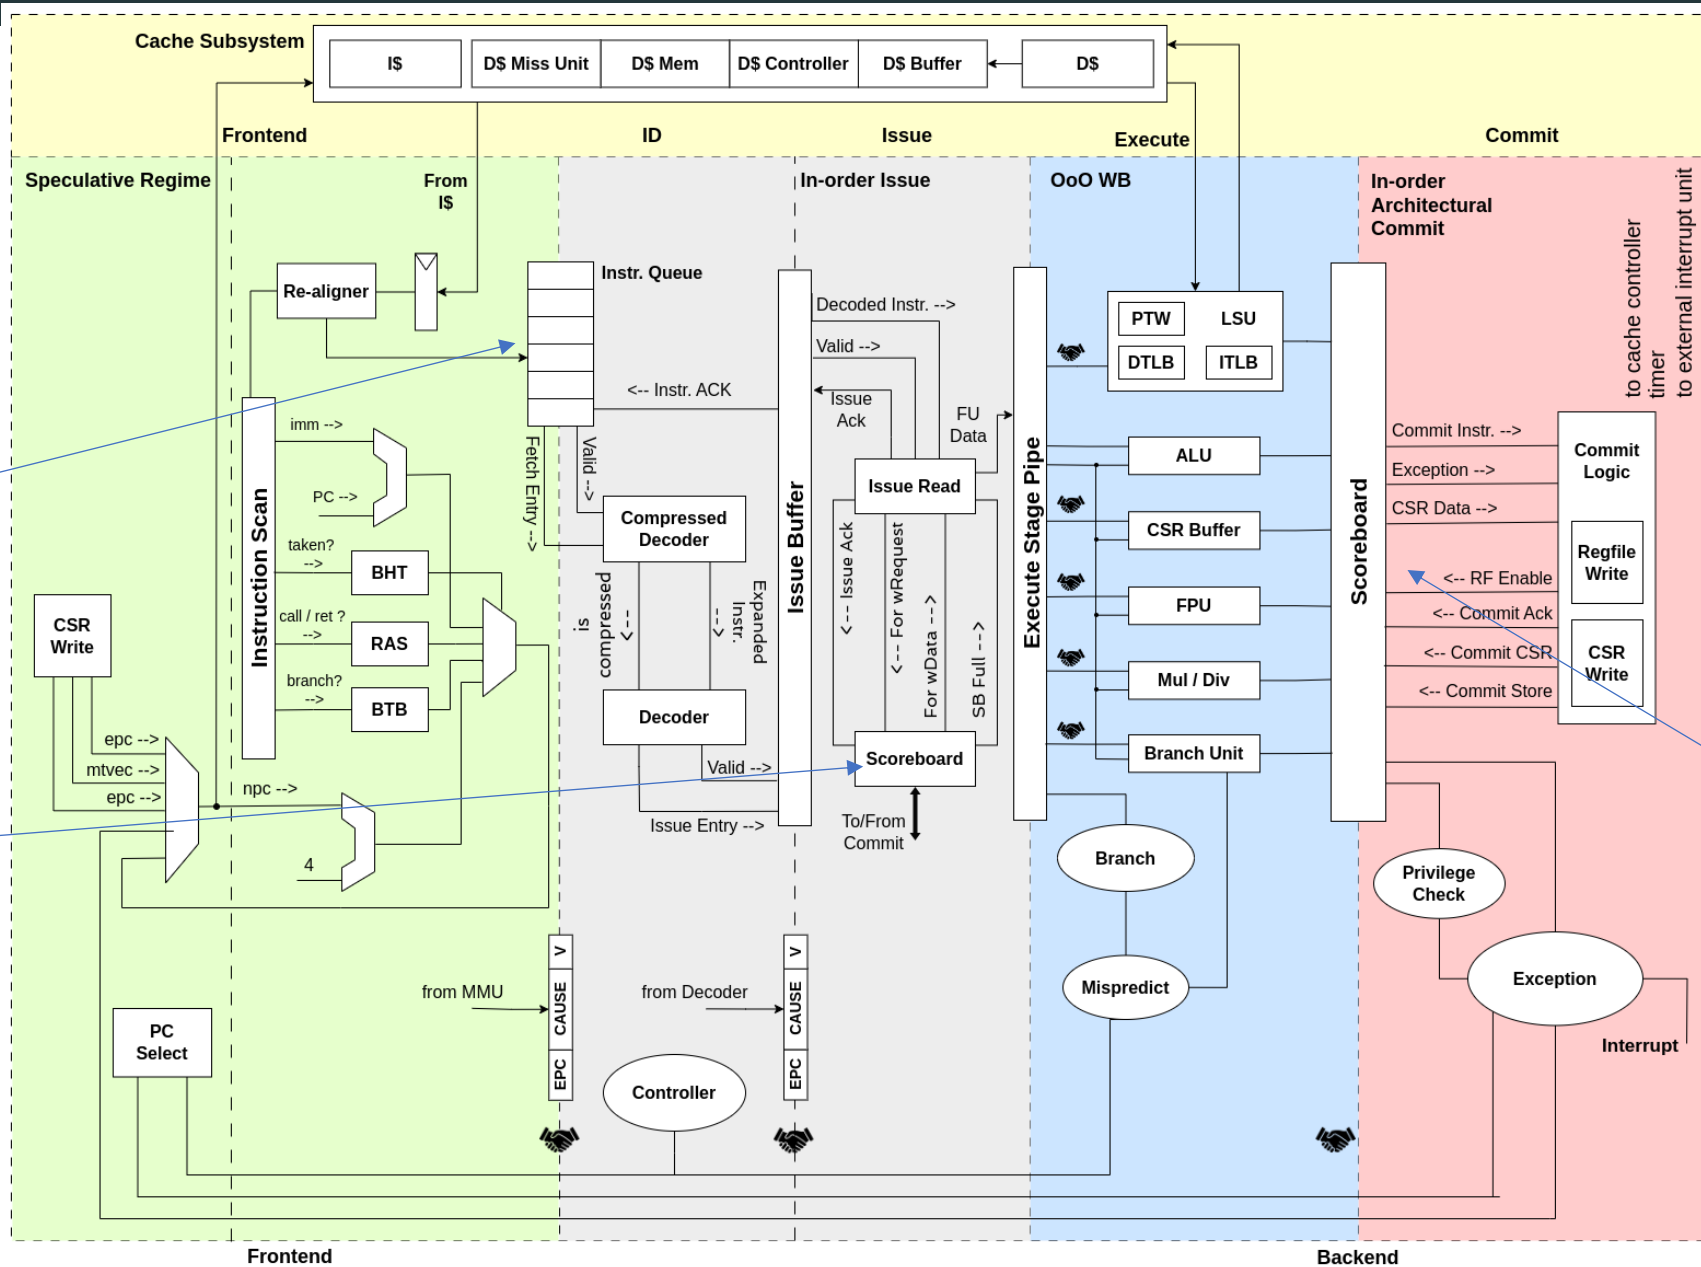 Cache Subsystem
I$
D$ Miss Unit
D$ Mem
D$ Controller
D$ Buffer
D$
Frontend
ID
Issue
Execute
Commit
Speculative Regime
From
I$
In-order Issue
OoO WB
In-order
Architectural
Commit
to cache controller
timer
to external interrupt unit
Re-aligner
Instr. Queue
Decoded Instr. -->
Valid -->
<-- Instr. ACK
Issue
Ack
FU
Data
PTW
LSU
DTLB
ITLB
Instruction Scan
imm -->
PC -->
taken?
-->
BHT
call / ret ?
-->
RAS
branch?
-->
BTB
Fetch Entry -->
Valid -->
Compressed
Decoder
is
compressed
-->
Expanded
Instr.
-->
Decoder
Valid -->
Issue Entry -->
Issue Buffer
Issue Read
<-- Issue Ack
<-- For wRequest
For wData -->
SB Full -->
Scoreboard
To/From
Commit
Execute Stage Pipe
ALU
CSR Buffer
FPU
Mul / Div
Branch Unit
Scoreboard
Commit Instr. -->
Exception -->
CSR Data -->
<-- RF Enable
<-- Commit Ack
<-- Commit CSR
<-- Commit Store
Commit
Logic
Regfile
Write
CSR
Write
CSR
Write
epc -->
mtvec -->
epc -->
npc -->
4
Branch
Mispredict
Privilege
Check
Exception
Interrupt
PC
Select
from MMU
V
CAUSE
EPC
from Decoder
V
CAUSE
EPC
Controller
Frontend
Backend